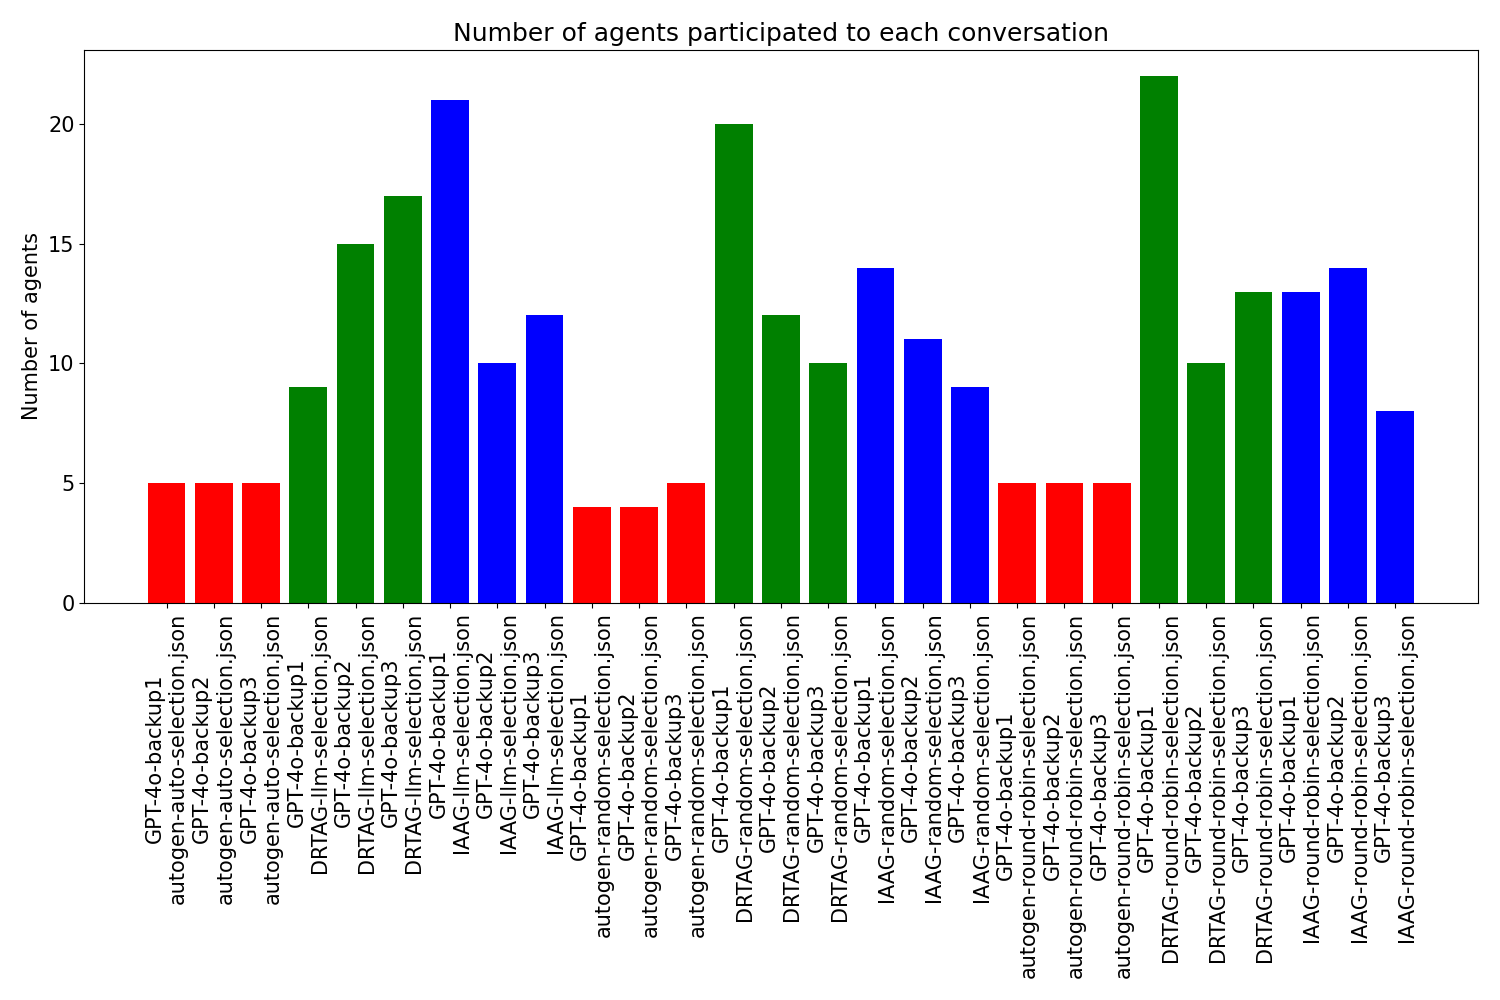 Number of agents participated to each conversation
Number of agents
20
15
10
5
0
GPT-4o-backup1
autogen-auto-selection.json
GPT-4o-backup2
autogen-auto-selection.json
GPT-4o-backup3
autogen-auto-selection.json
GPT-4o-backup1
DRTAG-llm-selection.json
GPT-4o-backup2
DRTAG-llm-selection.json
GPT-4o-backup3
DRTAG-llm-selection.json
GPT-4o-backup1
IAAG-llm-selection.json
GPT-4o-backup2
IAAG-llm-selection.json
GPT-4o-backup3
IAAG-llm-selection.json
GPT-4o-backup1
autogen-random-selection.json
GPT-4o-backup2
autogen-random-selection.json
GPT-4o-backup3
autogen-random-selection.json
GPT-4o-backup1
DRTAG-random-selection.json
GPT-4o-backup2
DRTAG-random-selection.json
GPT-4o-backup3
DRTAG-random-selection.json
GPT-4o-backup1
IAAG-random-selection.json
GPT-4o-backup2
IAAG-random-selection.json
GPT-4o-backup3
IAAG-random-selection.json
GPT-4o-backup1
autogen-round-robin-selection.json
GPT-4o-backup2
autogen-round-robin-selection.json
GPT-4o-backup3
autogen-round-robin-selection.json
GPT-4o-backup1
DRTAG-round-robin-selection.json
GPT-4o-backup2
DRTAG-round-robin-selection.json
GPT-4o-backup3
DRTAG-round-robin-selection.json
GPT-4o-backup1
IAAG-round-robin-selection.json
GPT-4o-backup2
IAAG-round-robin-selection.json
GPT-4o-backup3
IAAG-round-robin-selection.json